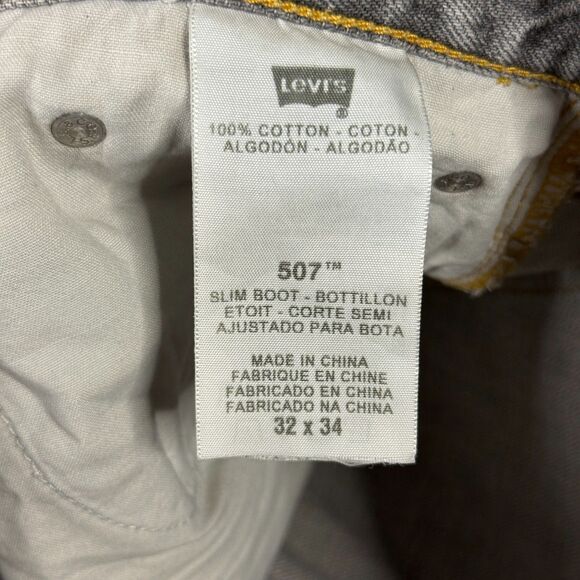 Levi's
®
100% COTTON - COTON -
ALGODÓN - ALGODÃO
507™
SLIM BOOT - BOTTILLON
ETOIT - CORTE SEMI
AJUSTADO PARA BOTA
MADE IN CHINA
FABRIQUE EN CHINE
FABRICADO EN CHINA
FABRICADO NA CHINA
32 x 34